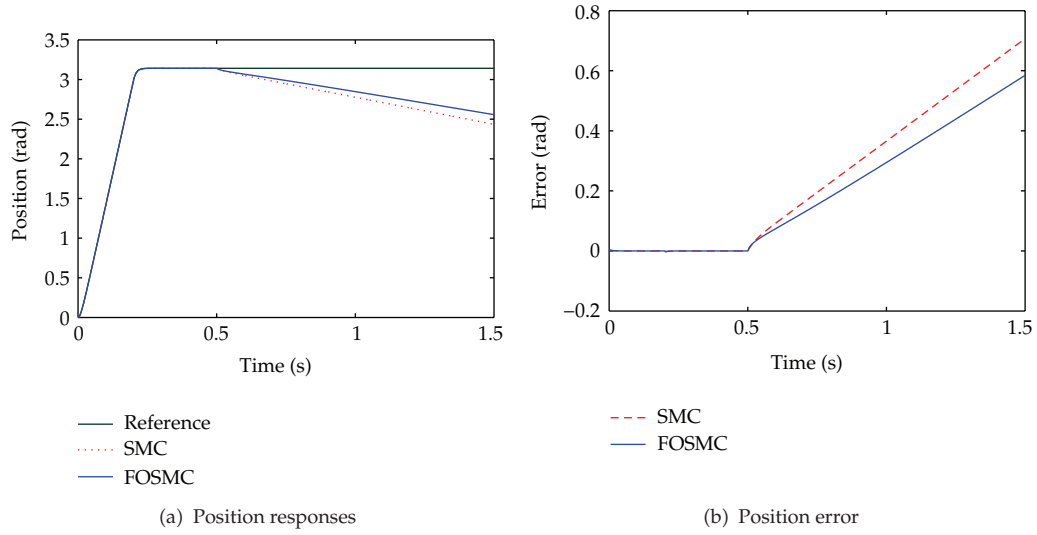 3.5
3
2.5
2
1.5
1
0.5
0
Position (rad)
0
0.5
1
1.5
Time (s)
Reference
SMC
FOSMC
(a) Position responses
0.8
0.6
0.4
0.2
0
−0.2
Error (rad)
0
0.5
1
1.5
Time (s)
SMC
FOSMC
(b) Position error